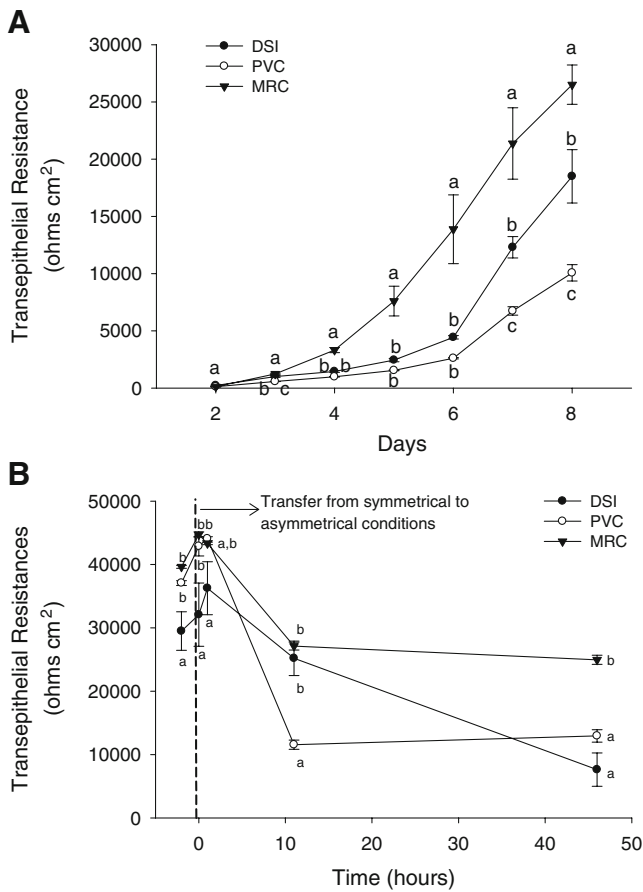 A
Transepithelial Resistance
(ohms cm²)
30000
25000
20000
15000
10000
5000
0
DSI
PVC
MRC
a
a
a
a
a
a
a
b
b
b
b
b b
b c
c
c
b
b
2
4
6
8
Days
B
Transepithelial Resistances
(ohms cm²)
50000
40000
30000
20000
10000
0
Transfer from symmetrical to
asymmetrical conditions
DSI
PVC
MRC
bb
a,b
b
b
b
a
a
a
b
b
a
b
a
a
0
10
20
30
40
50
Time (hours)